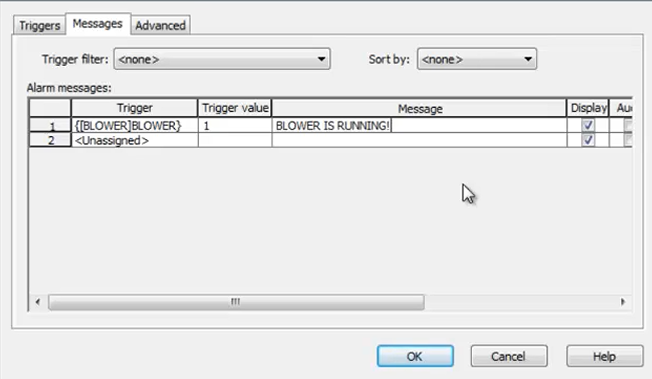 Triggers Messages Advanced
Trigger filter: <none> Sort by: <none>
Alarm messages:
Trigger Trigger value Message Display Au
1 {[BLOWER]BLOWER} 1 BLOWER IS RUNNING!
2 <Unassigned>
OK Cancel Help